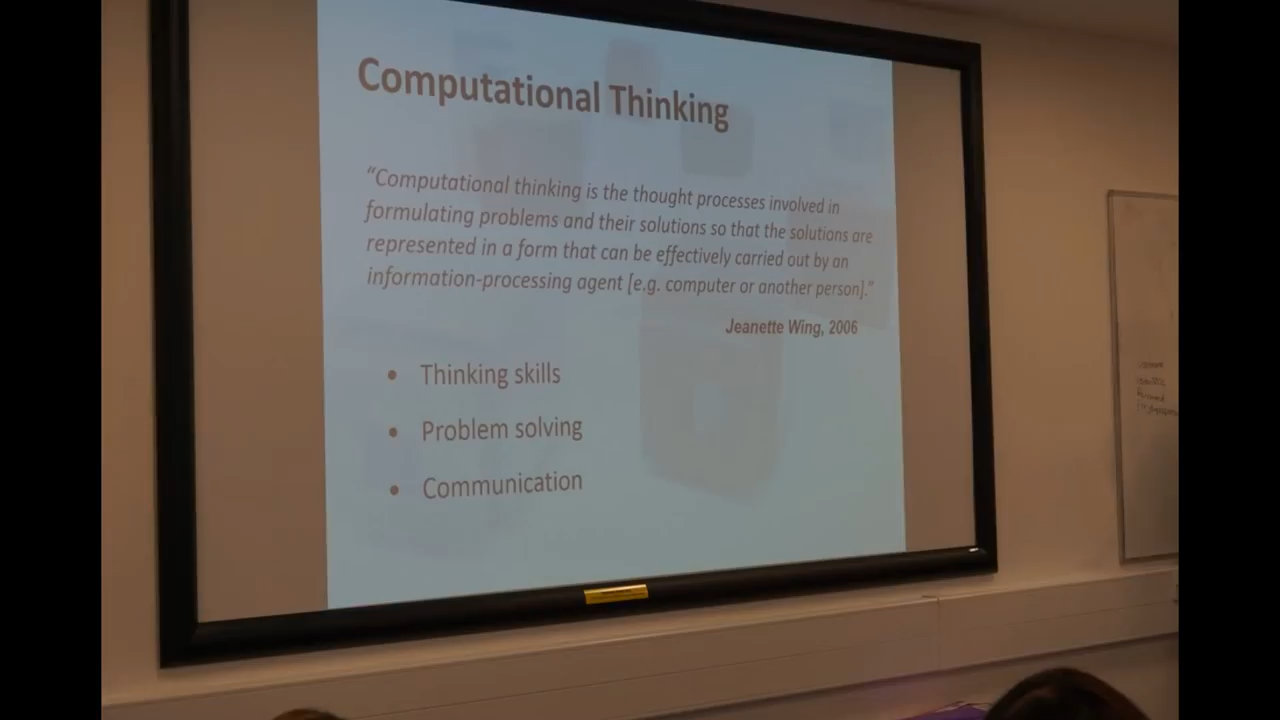 Computational Thinking
“Computational thinking is the thought processes involved in
formulating problems and their solutions so that the solutions are
represented in a form that can be effectively carried out by an
information-processing agent [e.g. computer or another person].”
Jeanette Wing, 2006
• Thinking skills
• Problem solving
• Communication